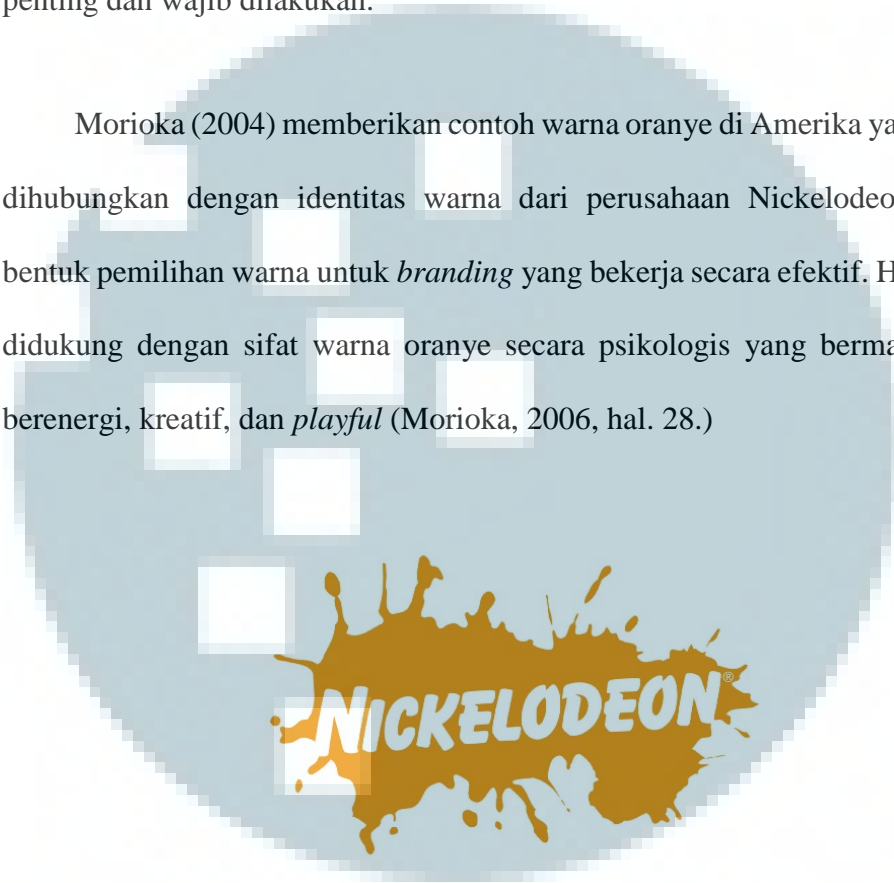 penting dan wajib dilakukan.
Morioka (2004) memberikan contoh warna oranye di Amerika ya
dihubungkan dengan identitas warna dari perusahaan Nickelodeo
bentuk pemilihan warna untuk branding yang bekerja secara efektif. H
didukung dengan sifat warna oranye secara psikologis yang berma
berenergi, kreatif, dan playful (Morioka, 2006, hal. 28.)
NICKELODEON®